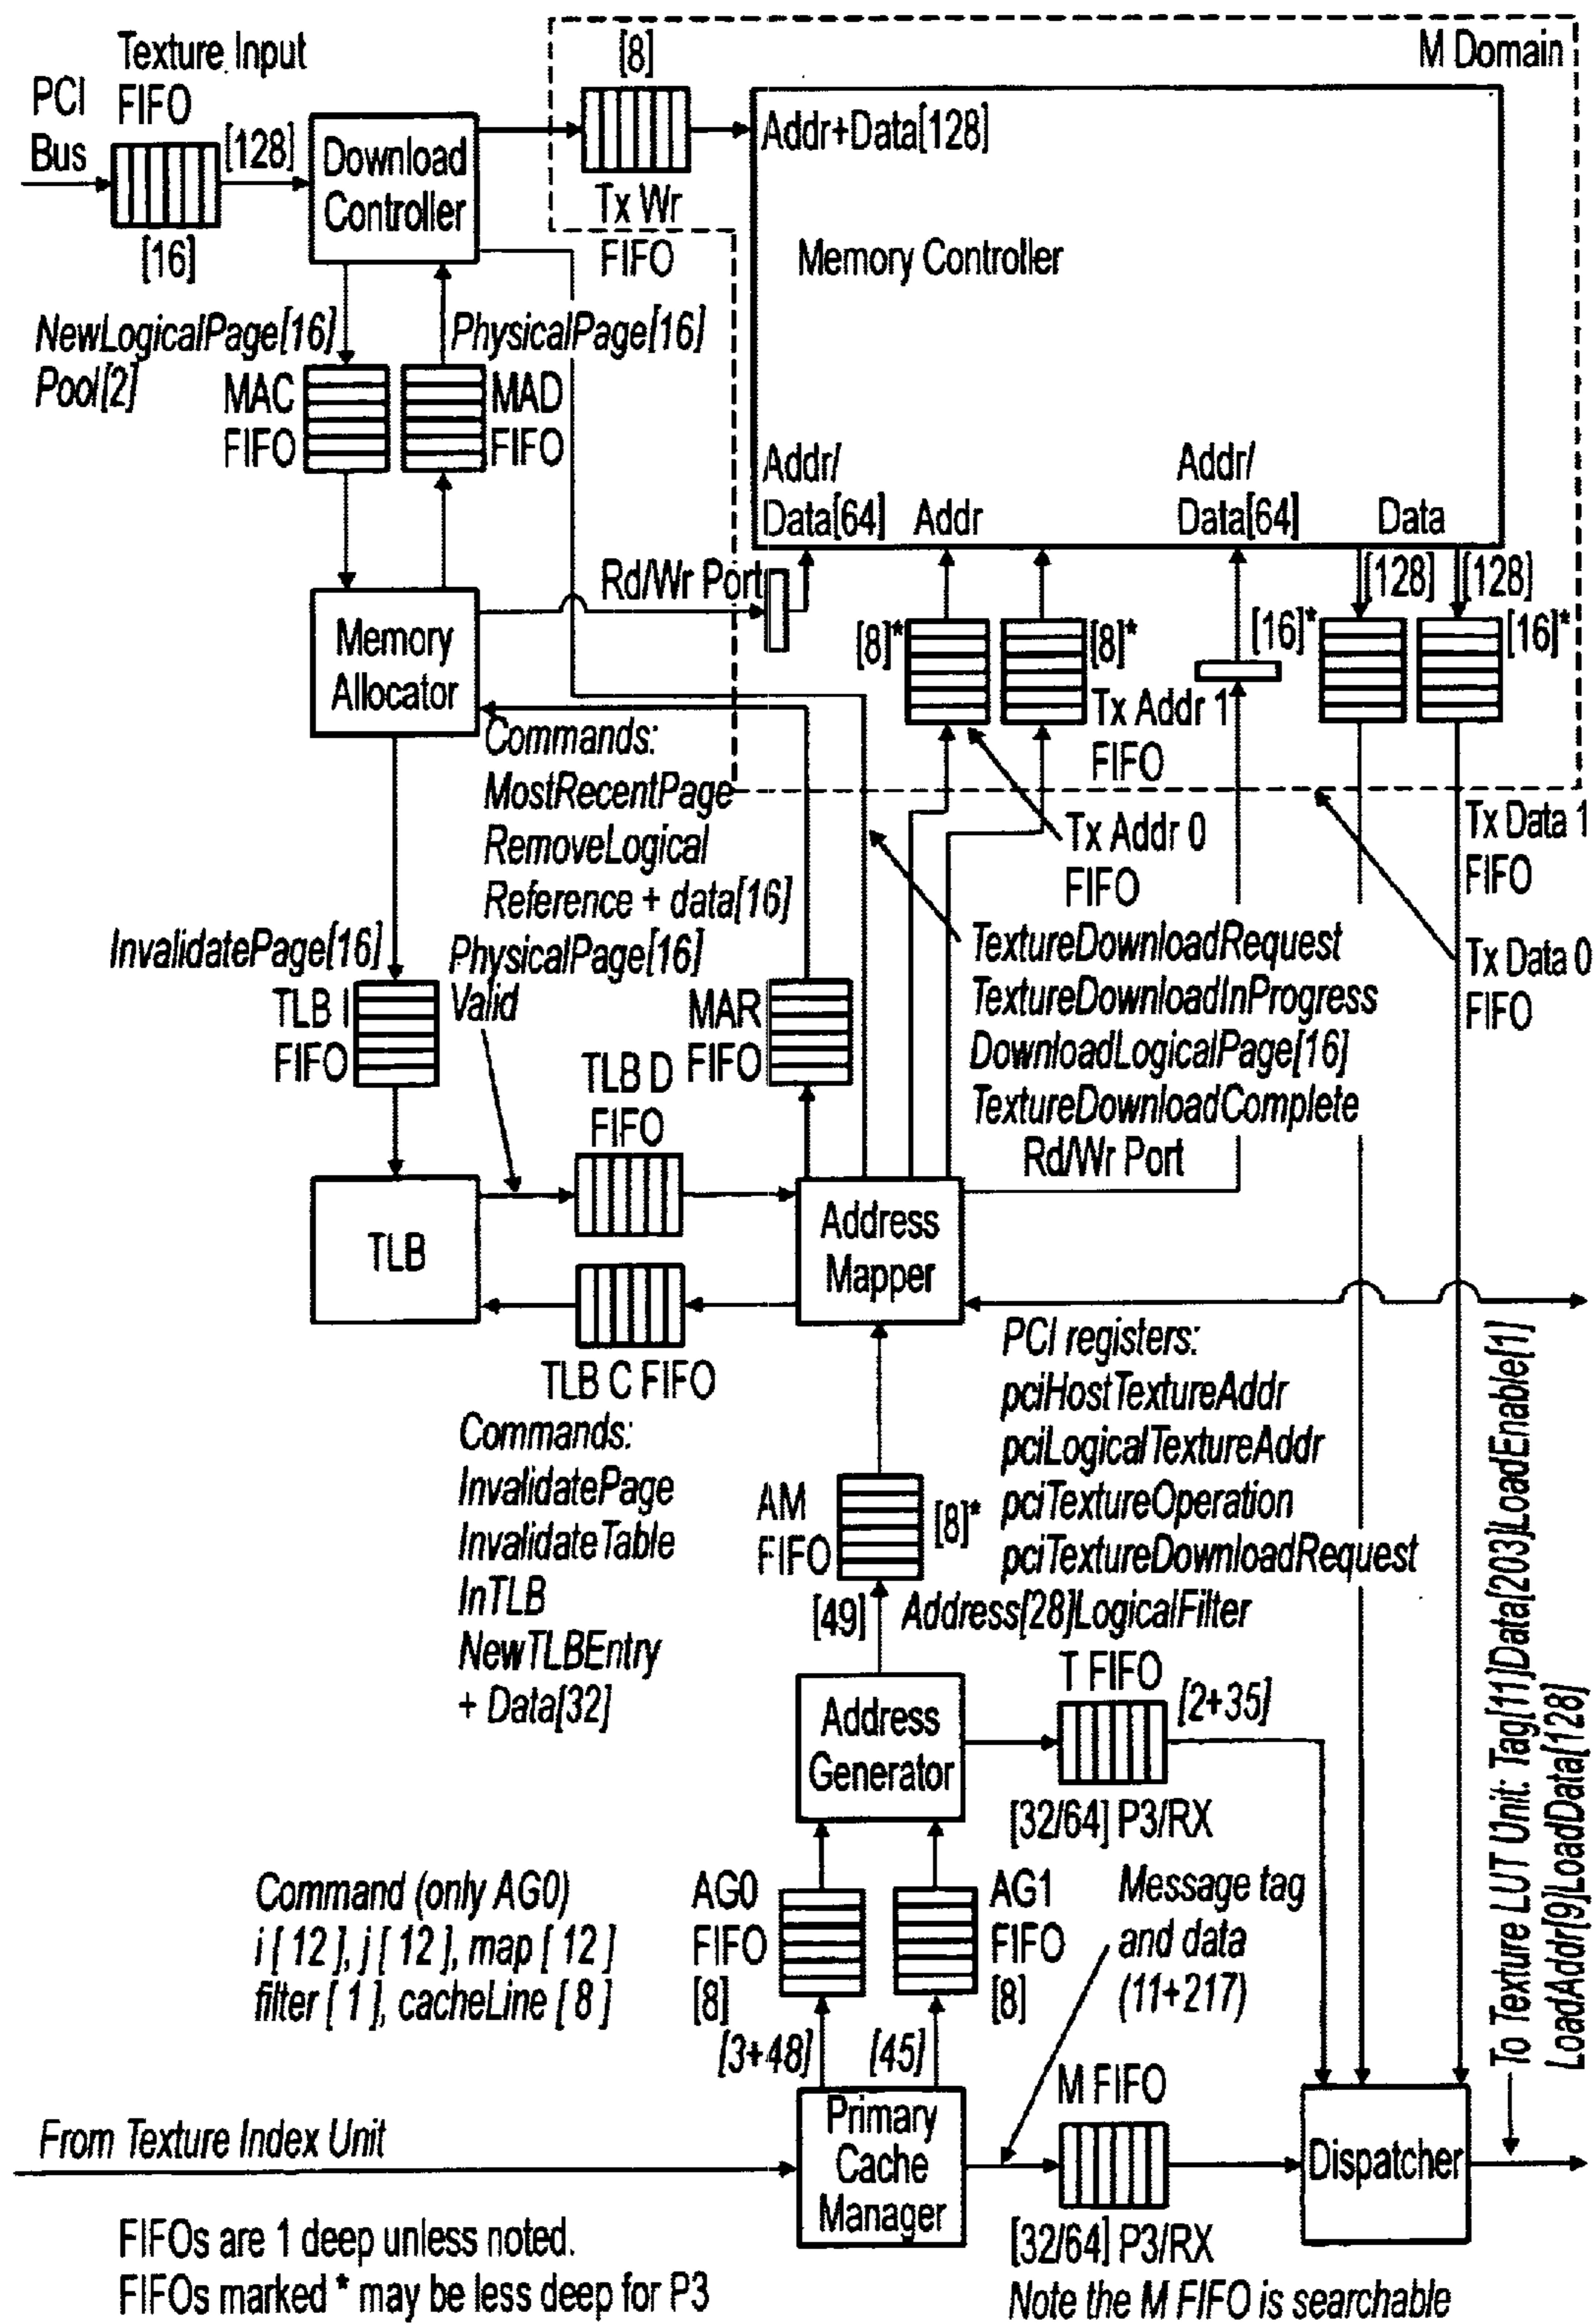 M Domain
Texture Input
FIFO
PCI
Bus
[128]
[16]
Download
Controller
[8]
Tx Wr
FIFO
Addr+Data[128]
Memory Controller
NewLogicalPage[16]
Pool[2]
PhysicalPage[16]
MAC
FIFO
MAD
FIFO
Addr/
Data[64]
Addr
Addr/
Data[64]
Data
Rd/Wr Port
[8]*
[8]*
[16]*
[128]
[128]
[16]*
Memory
Allocator
Tx Addr 1
FIFO
Commands:
MostRecentPage
RemoveLogical
Reference + data[16]
Tx Addr 0
FIFO
Tx Data 1
FIFO
InvalidatePage[16]
PhysicalPage[16]
Valid
TextureDownloadRequest
TextureDownloadInProgress
DownloadLogicalPage[16]
TextureDownloadComplete
Tx Data 0
FIFO
TLB I
FIFO
MAR
FIFO
TLB D
FIFO
Rd/Wr Port
TLB
Address
Mapper
TLB C FIFO
Commands:
InvalidatePage
InvalidateTable
InTLB
NewTLBEntry
+ Data[32]
PCI registers:
pciHostTextureAddr
pciLogicalTextureAddr
pciTextureOperation
pciTextureDownloadRequest
AM
FIFO
[8]*
[49]
Address[28]LogicalFilter
Address
Generator
T FIFO
[2+35]
[32/64] P3/RX
To Texture LUT Unit: Tag[11]Data[203]LoadEnable[1]
LoadAddr[9]LoadData[128]
Command (only AG0)
i [ 12 ], j [ 12 ], map [ 12 ]
filter [ 1 ], cacheLine [ 8 ]
AG0
FIFO
[8]
AG1
FIFO
[8]
Message tag
and data
(11+217)
[3+48]
[45]
M FIFO
From Texture Index Unit
Primary
Cache
Manager
Dispatcher
[32/64] P3/RX
FIFOs are 1 deep unless noted.
FIFOs marked * may be less deep for P3
Note the M FIFO is searchable